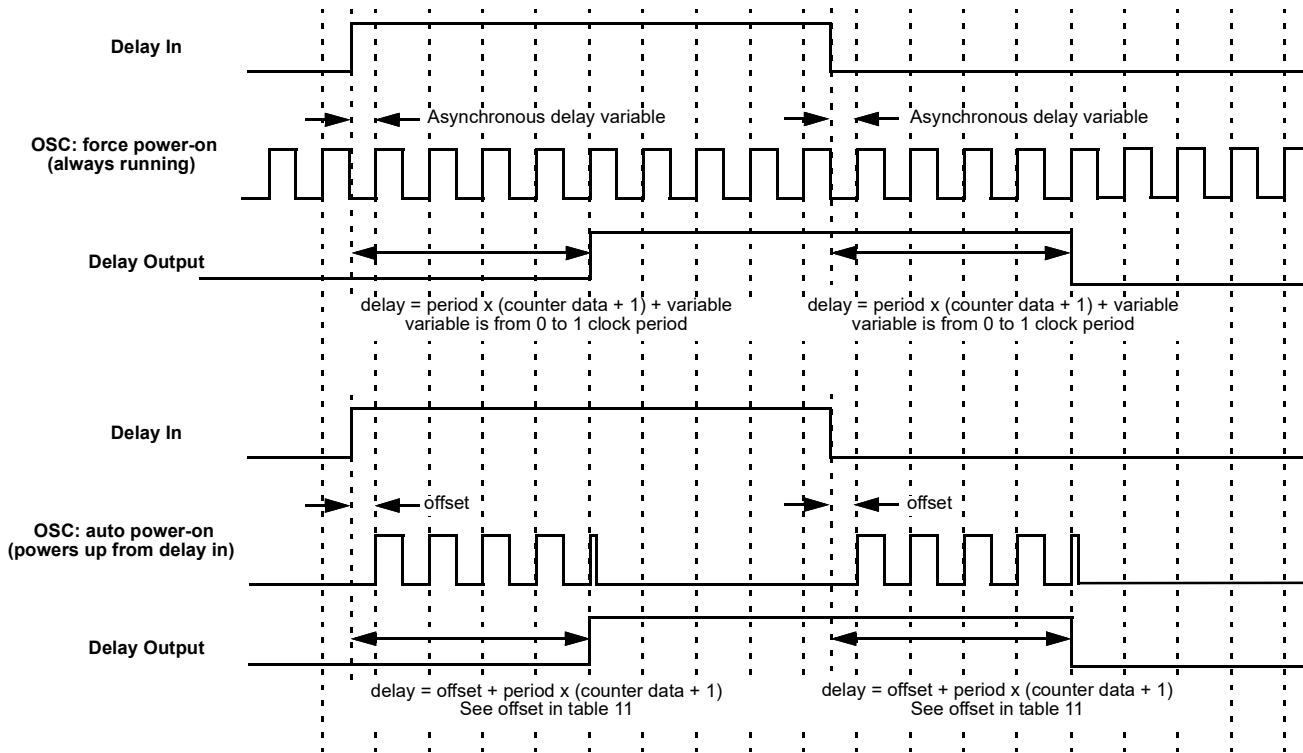 Delay In
Asynchronous delay variable
Asynchronous delay variable
OSC: force power-on
(always running)
Delay Output
delay = period x (counter data + 1) + variable
variable is from 0 to 1 clock period
delay = period x (counter data + 1) + variable
variable is from 0 to 1 clock period
Delay In
offset
offset
OSC: auto power-on
(powers up from delay in)
Delay Output
delay = offset + period x (counter data + 1)
See offset in table 11
delay = offset + period x (counter data + 1)
See offset in table 11